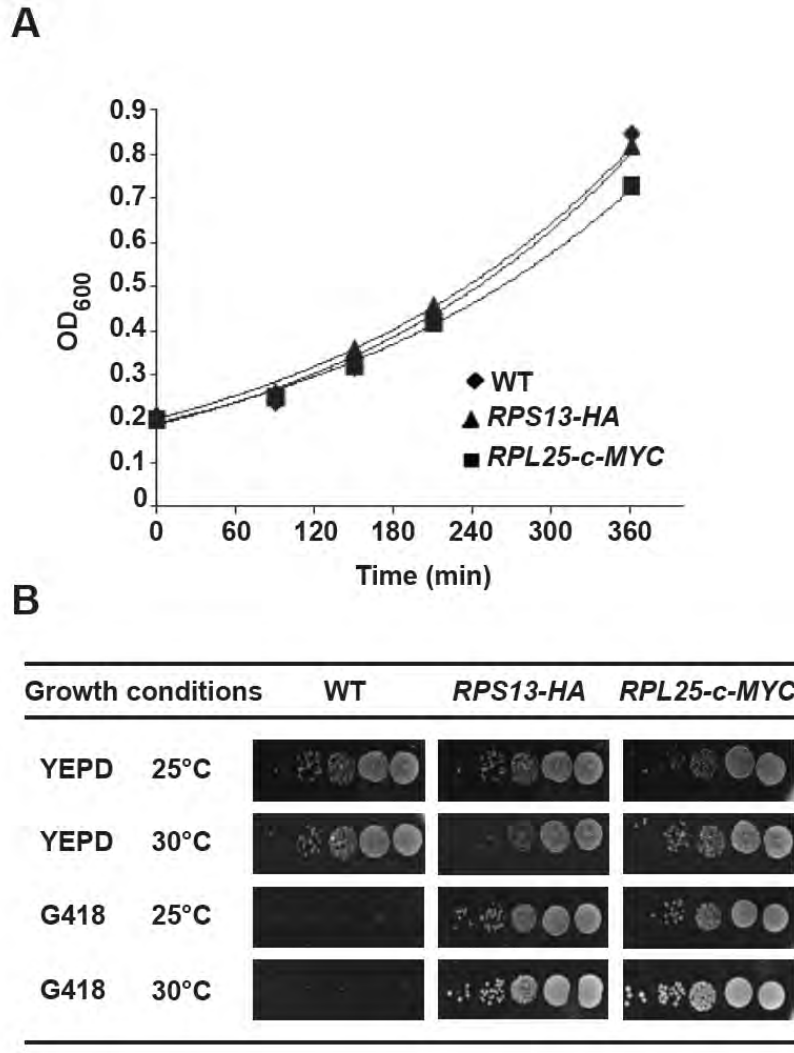 A
0.9
0.8
0.7
0.6
0.5
0.4
0.3
0.2
0.1
0
OD600
WT
RPS13-HA
RPL25-c-MYC
0 60 120 180 240 300 360
Time (min)
B
Growth conditions WT RPS13-HA RPL25-c-MYC
YEPD 25°C
YEPD 30°C
G418 25°C
G418 30°C